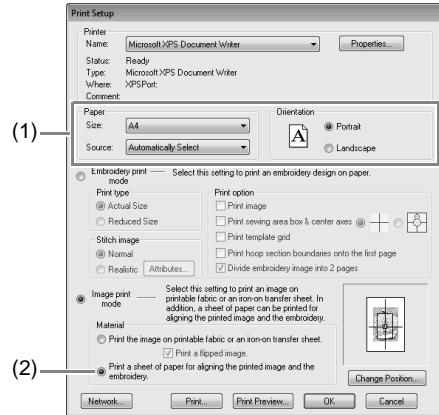 Print Setup
Printer
Name: Microsoft XPS Document Writer Properties...
Status: Ready
Type: Microsoft XPS Document Writer
Where: XPSPort:
Comment:
(1)
Paper
Size: A4
Source: Automatically Select
Orientation
A
Portrait
Landscape
Embroidery print mode Select this setting to print an embroidery design on paper.
Print type
Actual Size
Reduced Size
Stitch image
Normal
Realistic Attributes...
Print option
Print image
Print sewing area box & center axes
Print template grid
Print hoop section boundaries onto the first page
Divide embroidery image into 2 pages
Image print mode
Select this setting to print an image on
printable fabric or an iron-on transfer sheet. In
addition, a sheet of paper can be printed for
aligning the printed image and the embroidery.
Material
Print the image on printable fabric or an iron-on transfer sheet.
Print a flipped image.
(2)
Print a sheet of paper for aligning the printed image and the
embroidery.
Change Position...
Network... Print... Print Preview... OK Cancel